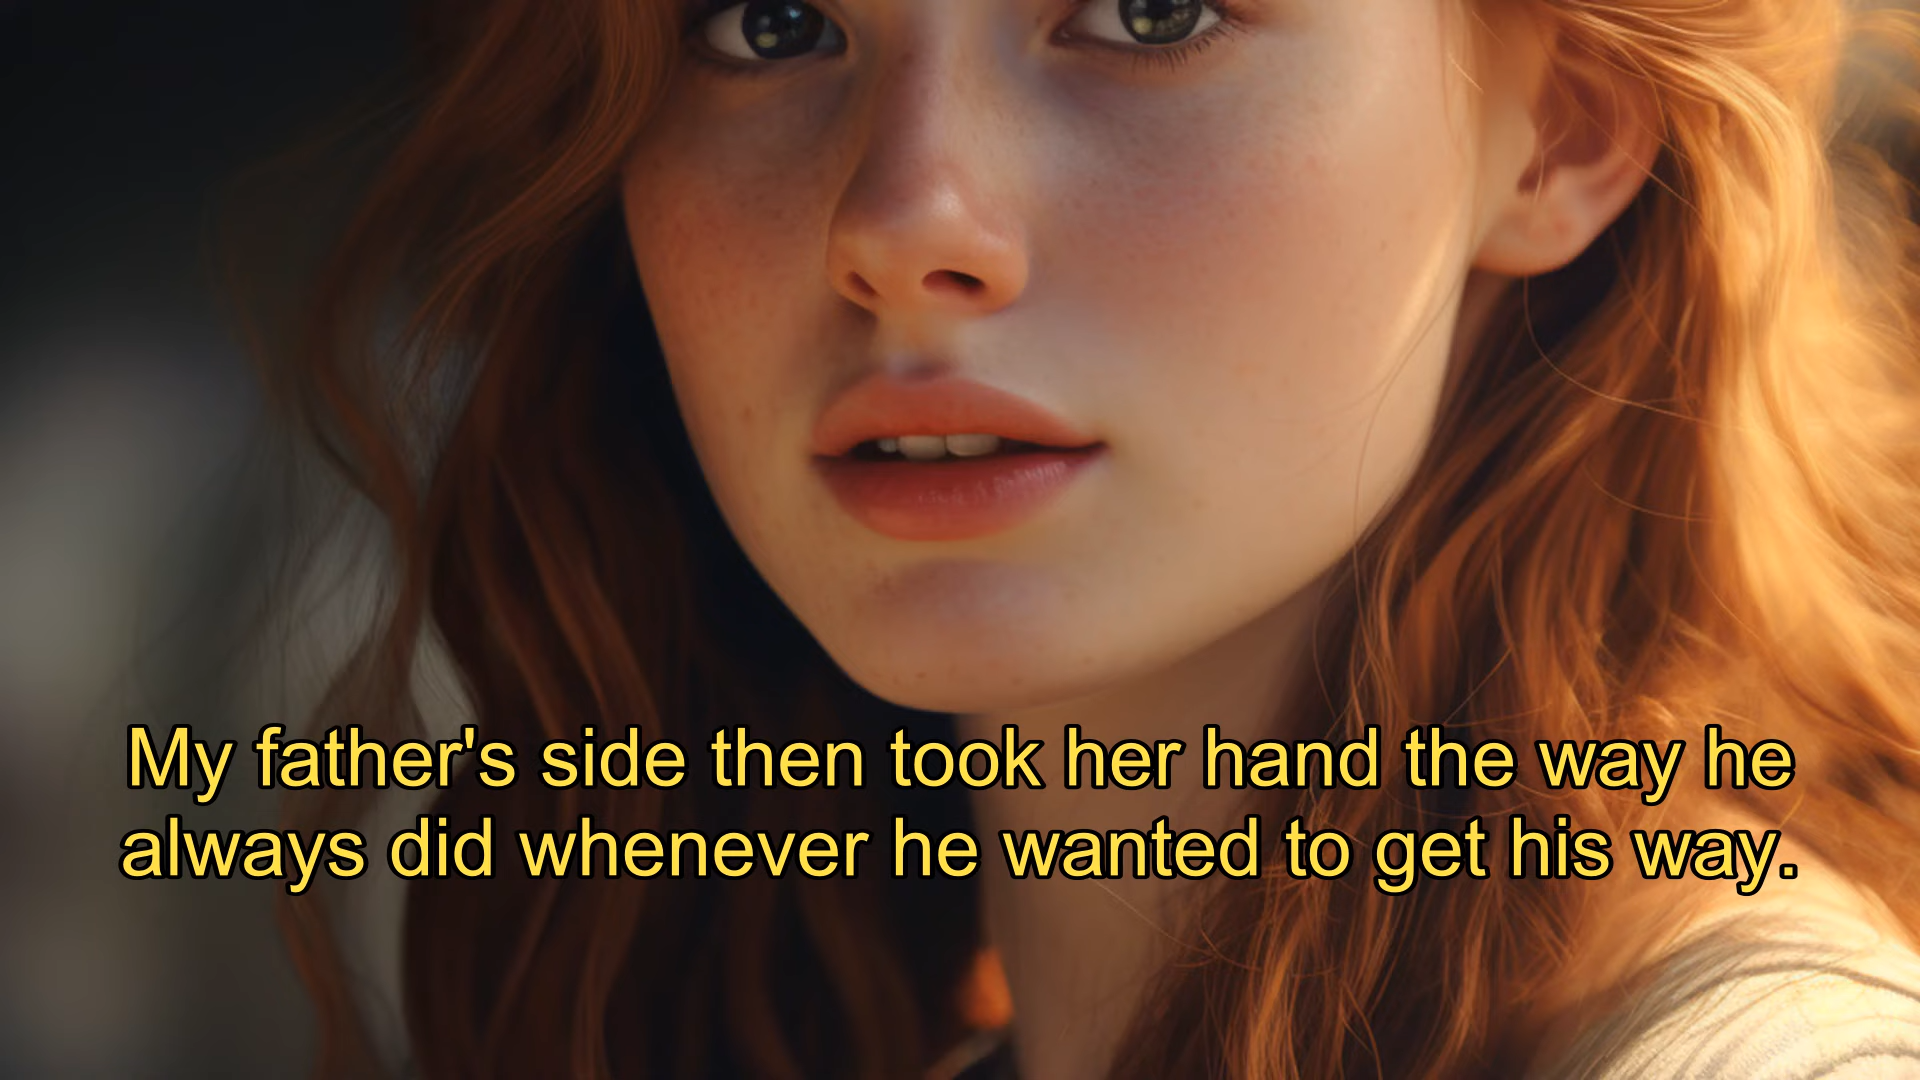 My father's side then took her hand the way he
always did whenever he wanted to get his way.